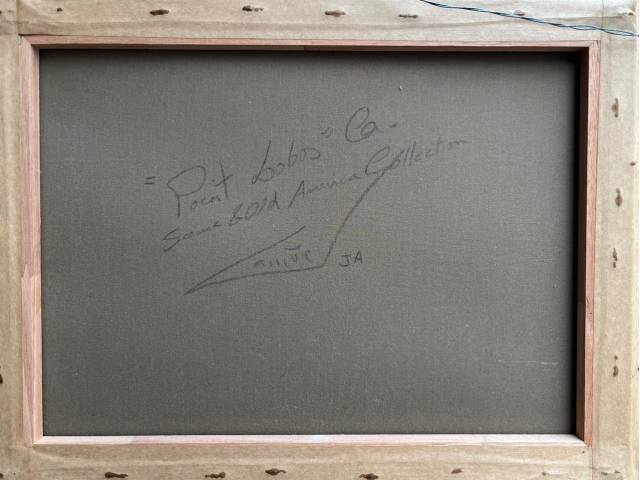 "Point Lobos" Ca.
Scenic & Old America Collection
JA